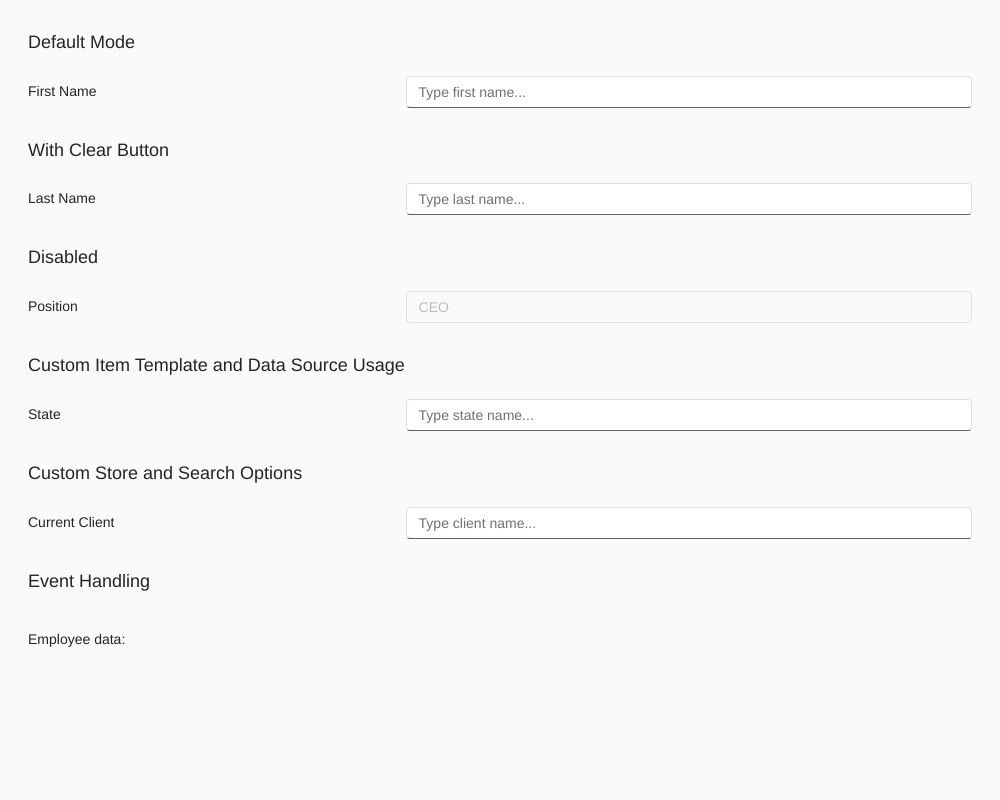 Default Mode
First Name
Type first name...
With Clear Button
Last Name
Type last name...
Disabled
Position
CEO
Custom Item Template and Data Source Usage
State
Type state name...
Custom Store and Search Options
Current Client
Type client name...
Event Handling
Employee data: